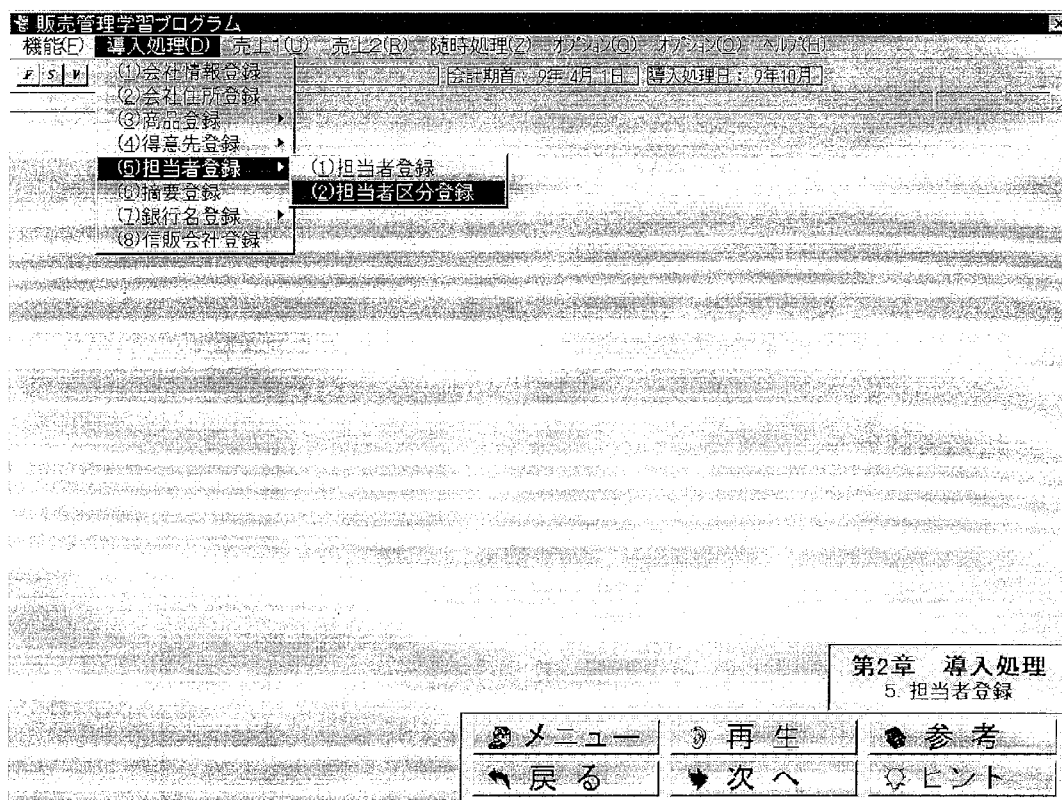 販売管理学習プログラム
機能(F) 導入処理(D) 売上1(U) 売上2(R) 随時処理(Z) オプション(O) オプション(O) ヘルプ(H)
F S W 会計期首: 9年 4月 1日 導入処理日: 9年10月
(1)会社情報登録
(2)会社住所登録
(3)商品登録
(4)得意先登録
(5)担当者登録 (1)担当者登録
(6)摘要登録 (2)担当者区分登録
(7)銀行名登録
(8)信販会社登録
第2章 導入処理
5. 担当者登録
メニュー 再生 参考
戻る 次へ ヒント